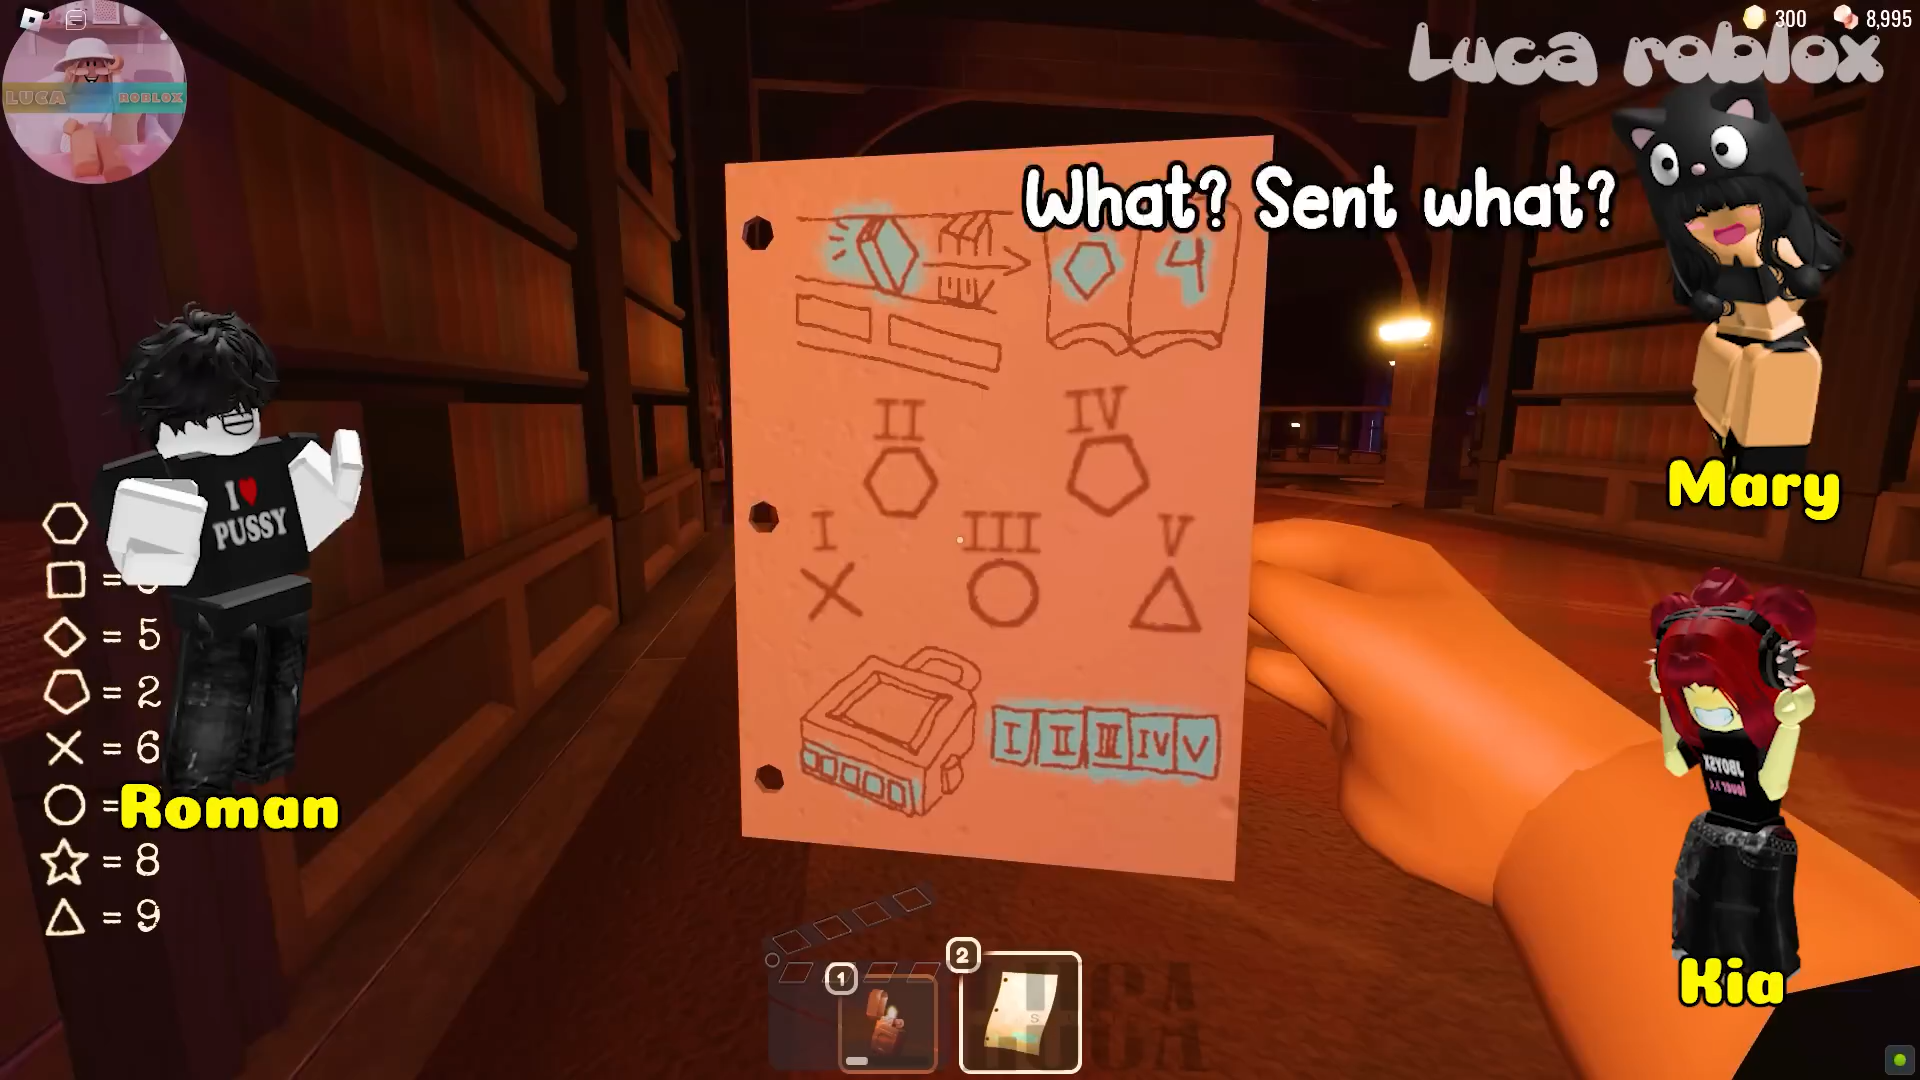 300
8,995
LUCA ROBLOX
Luca roblox
What? Sent what?
4
II
IV
I
III
V
I II III IV V
I ♥
PUSSY
= 5
= 2
= 6
=
= 8
= 9
Roman
Mary
Kia
1
2